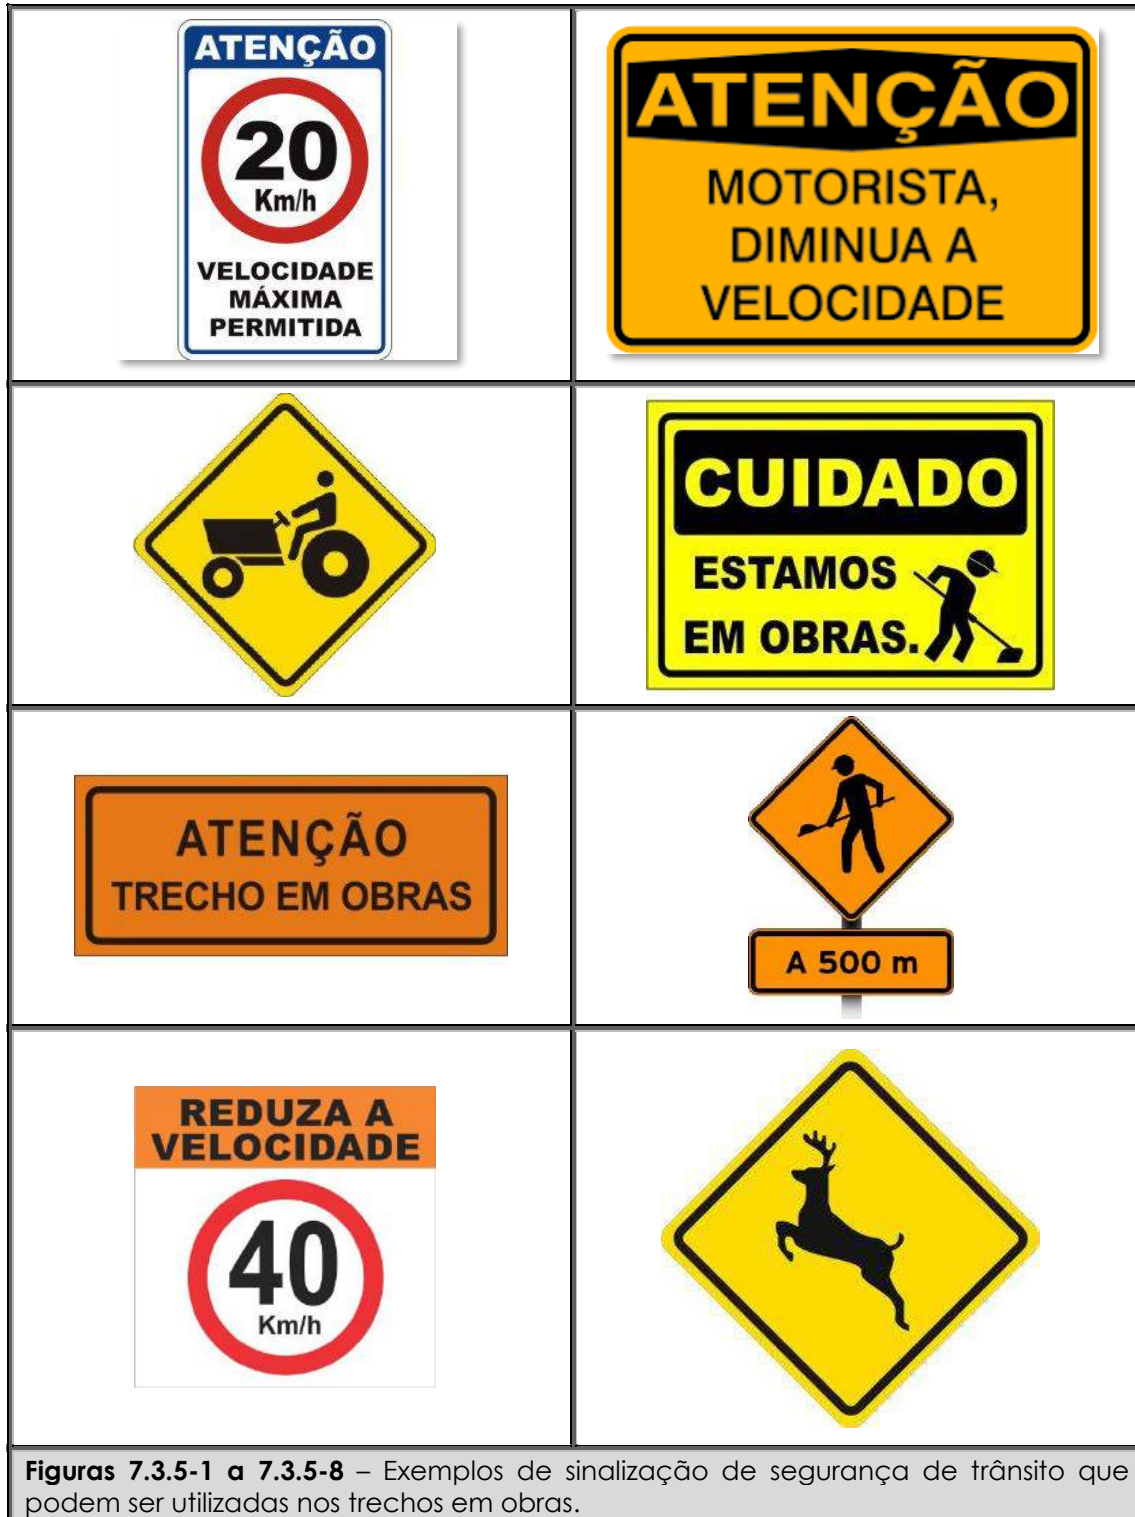 ATENÇÃO
20
Km/h
VELOCIDADE
MÁXIMA
PERMITIDA
ATENÇÃO
MOTORISTA,
DIMINUA A
VELOCIDADE
CUIDADO
ESTAMOS
EM OBRAS.
ATENÇÃO
TRECHO EM OBRAS
A 500 m
REDUZA A
VELOCIDADE
40
Km/h
Figuras 7.3.5-1 a 7.3.5-8 – Exemplos de sinalização de segurança de trânsito que
podem ser utilizadas nos trechos em obras.